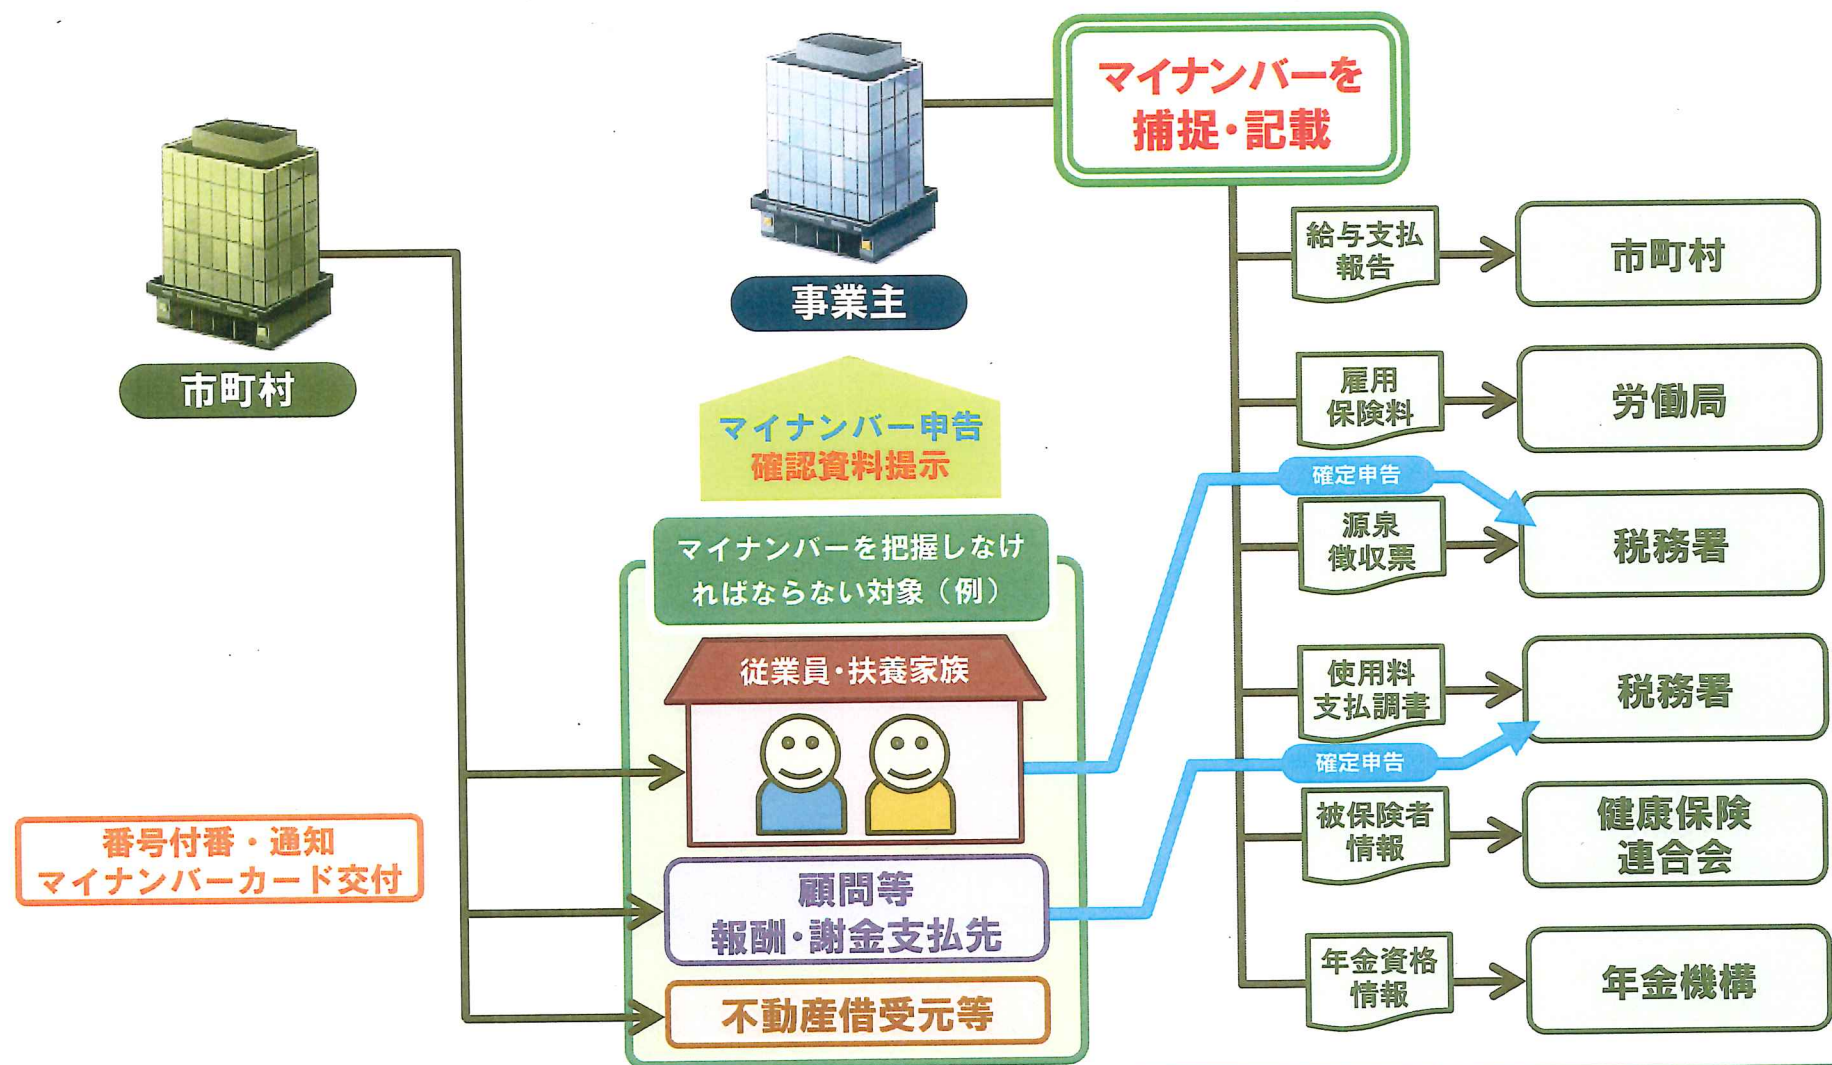 マイナンバーを
捕捉・記載
事業主
市町村
マイナンバー申告
確認資料提示
マイナンバーを把握しなけ
ればならない対象（例）
従業員・扶養家族
顧問等
報酬・謝金支払先
不動産借受元等
番号付番・通知
マイナンバーカード交付
給与支払
報告
市町村
雇用
保険料
労働局
確定申告
源泉
徴収票
税務署
使用料
支払調書
税務署
確定申告
被保険者
情報
健康保険
連合会
年金資格
情報
年金機構